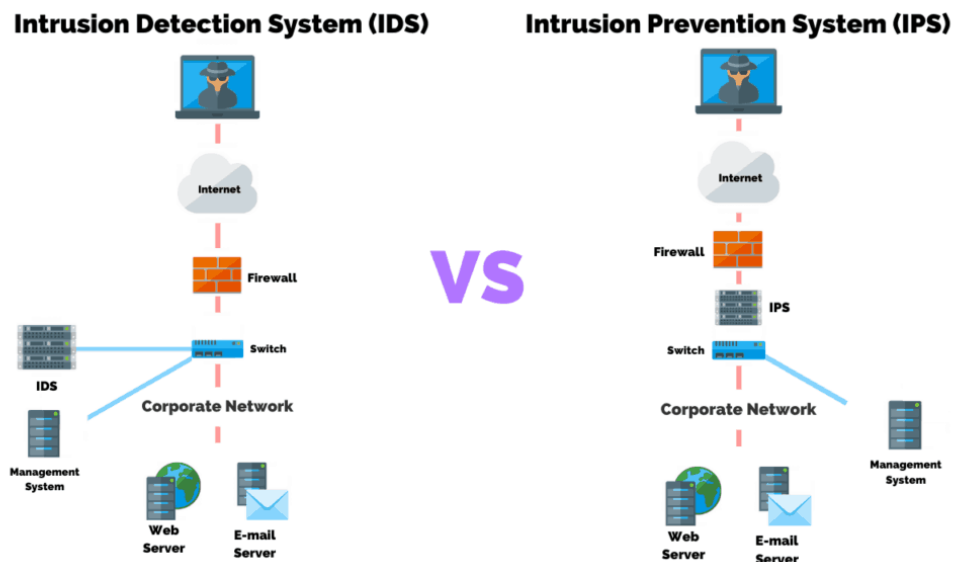 Intrusion Detection System (IDS)
Internet
Firewall
Switch
IDS
Corporate Network
Management
System
Web
Server
E-mail
Server
VS
Intrusion Prevention System (IPS)
Internet
Firewall
IPS
Switch
Corporate Network
Management
System
Web
Server
E-mail
Server